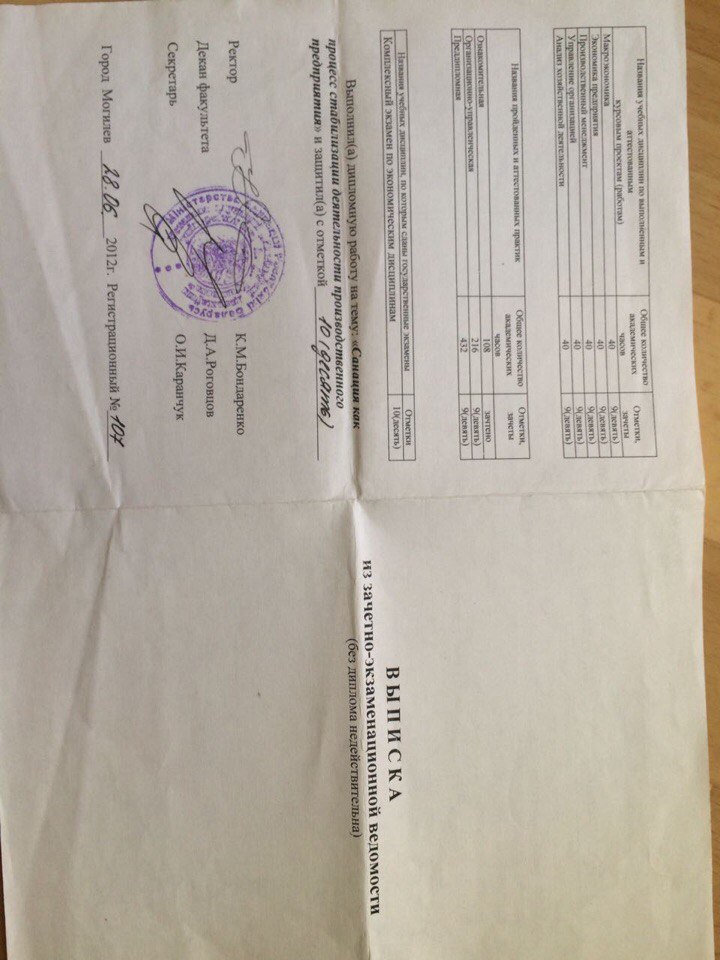 Названия учебных дисциплин по выполненным и аттестованным курсовым проектам (работам) | Общее количество академических часов | Отметки, зачеты
Макроэкономика | 40 | 9(девять)
Экономика предприятия | 40 | 9(девять)
Производственный менеджмент | 40 | 9(девять)
Управление организацией | 40 | 9(девять)
Анализ хозяйственной деятельности | 40 | 9(девять)
Названия пройденных и аттестованных практик | Общее количество академических часов | Отметки, зачеты
Ознакомительная | 108 | зачтено
Организационно-управленческая | 216 | 9(девять)
Преддипломная | 432 | 9(девять)
Названия учебных дисциплин, по которым сданы государственные экзамены | Отметки
Комплексный экзамен по экономическим дисциплинам | 10(десять)
Выполнил(а) дипломную работу на тему: «Санация как
процесс стабилизации деятельности производственного
предприятия» и защитил(а) с отметкой 10 (десять)
Ректор К.М.Бондаренко
Декан факультета Д.А.Роговцов
Секретарь О.И.Каранчук
Город Могилев 28.06 2012г. Регистрационный № 107
ВЫПИСКА
из зачетно-экзаменационной ведомости
(без диплома недействительна)